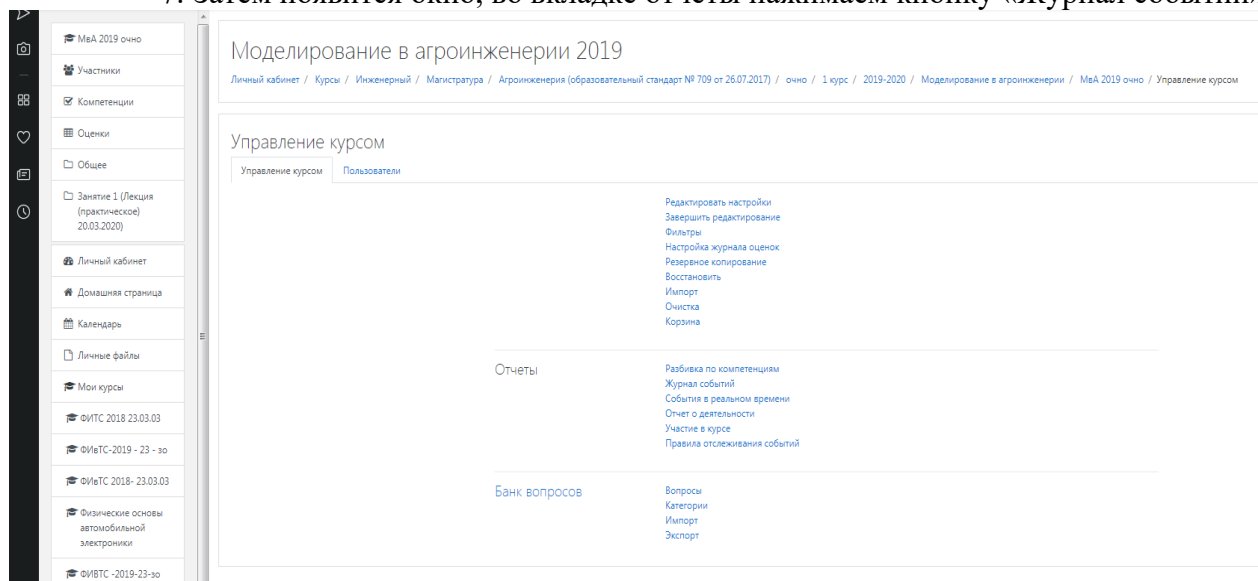 7. Затем появится окно, во вкладке отчеты нажимаем кнопку «Журнал событий»
МвА 2019 очно
Участники
Компетенции
Оценки
Общее
Занятие 1 (Лекция
(практическое)
20.03.2020)
Личный кабинет
Домашняя страница
Календарь
Личные файлы
Мои курсы
ФИТС 2018 23.03.03
ФИвТС-2019 - 23 - зо
ФИвТС 2018- 23.03.03
Физические основы
автомобильной
электроники
ФИВТС -2019-23-зо
Моделирование в агроинженерии 2019
Личный кабинет / Курсы / Инженерный / Магистратура / Агроинженерия (образовательный стандарт № 709 от 26.07.2017) / очно / 1 курс / 2019-2020 / Моделирование в агроинженерии / МвА 2019 очно / Управление курсом
Управление курсом
Управление курсом Пользователи
Редактировать настройки
Завершить редактирование
Фильтры
Настройка журнала оценок
Резервное копирование
Восстановить
Импорт
Очистка
Корзина
Отчеты
Разбивка по компетенциям
Журнал событий
События в реальном времени
Отчет о деятельности
Участие в курсе
Правила отслеживания событий
Банк вопросов
Вопросы
Категории
Импорт
Экспорт